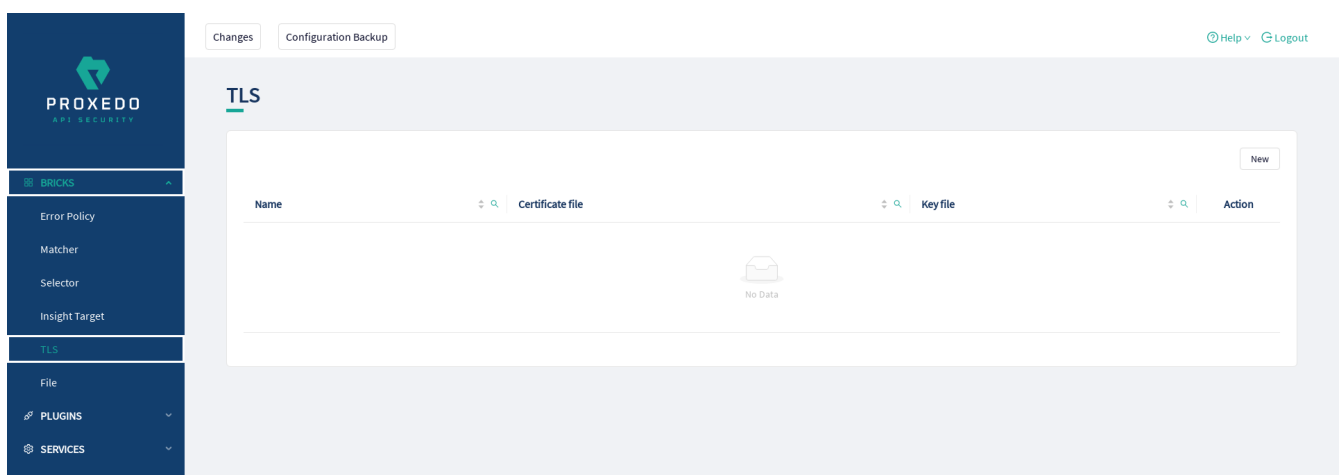 PROXEDO
API SECURITY
BRICKS
Error Policy
Matcher
Selector
Insight Target
TLS
File
PLUGINS
SERVICES
Changes Configuration Backup Help Logout
TLS
New
Name Certificate file Key file Action
No Data